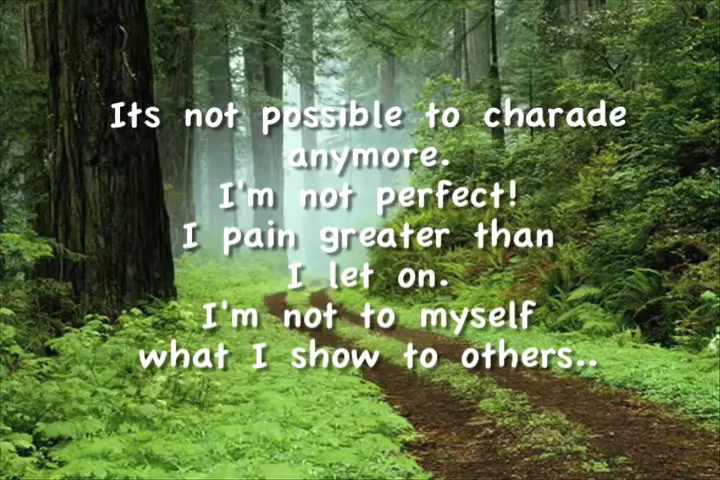 Its not possible to charade
anymore.
I'm not perfect!
I pain greater than
I let on.
I'm not to myself
what I show to others..